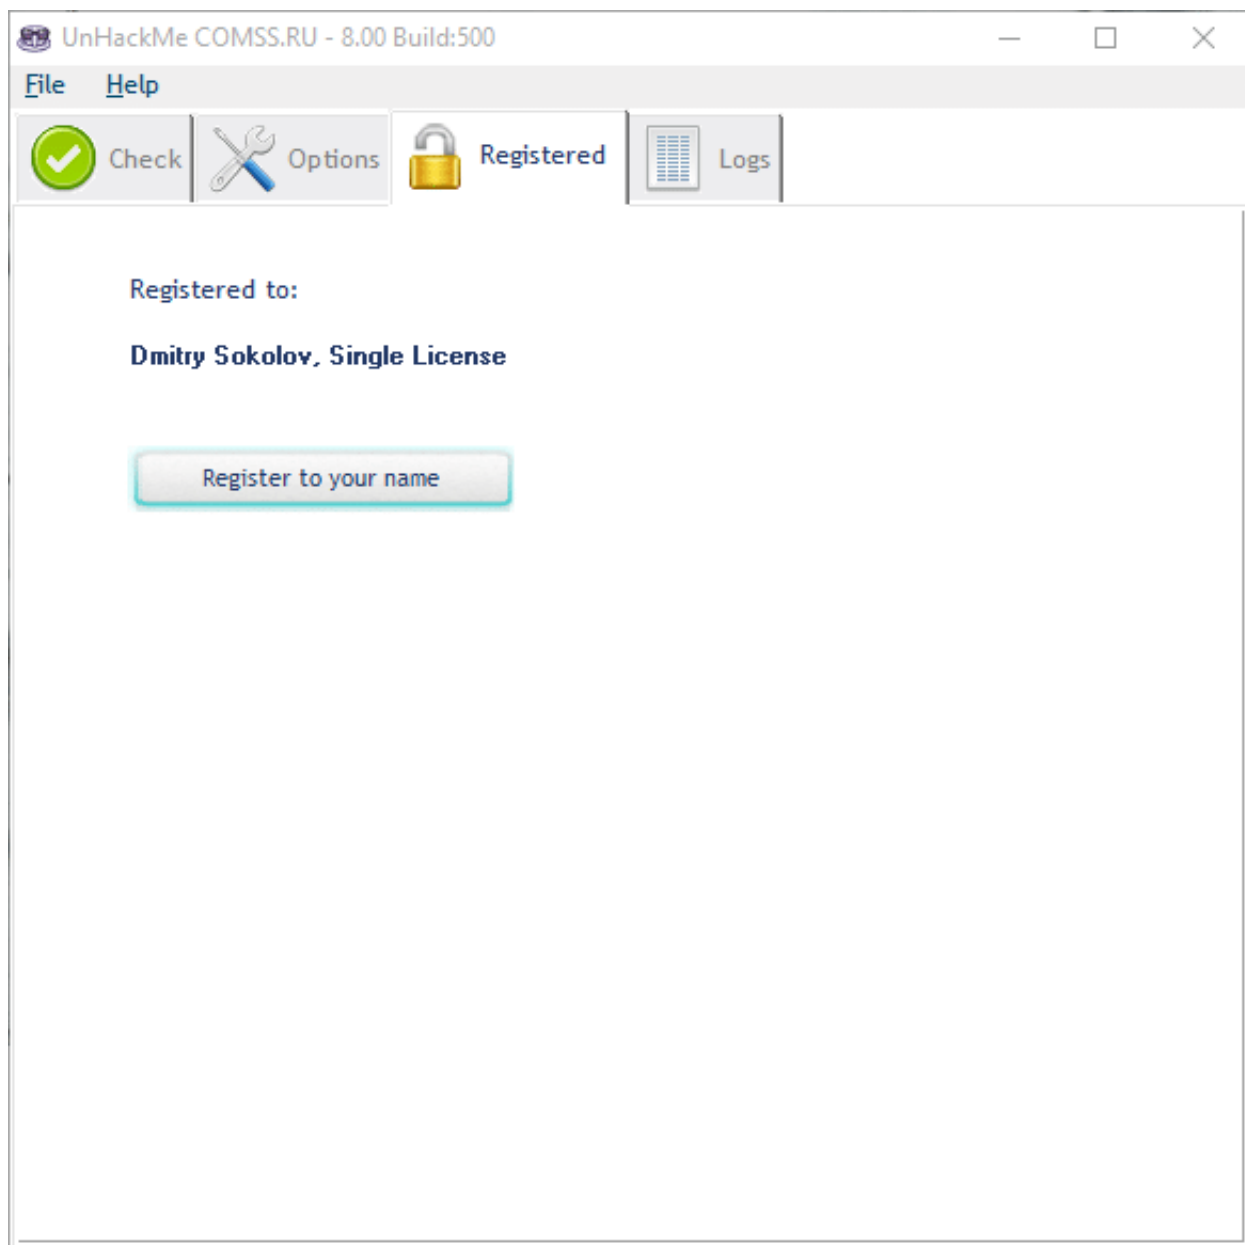 UnHackMe COMSS.RU - 8.00 Build:500
File Help
Check Options Registered Logs
Registered to:
Dmitry Sokolov, Single License
Register to your name